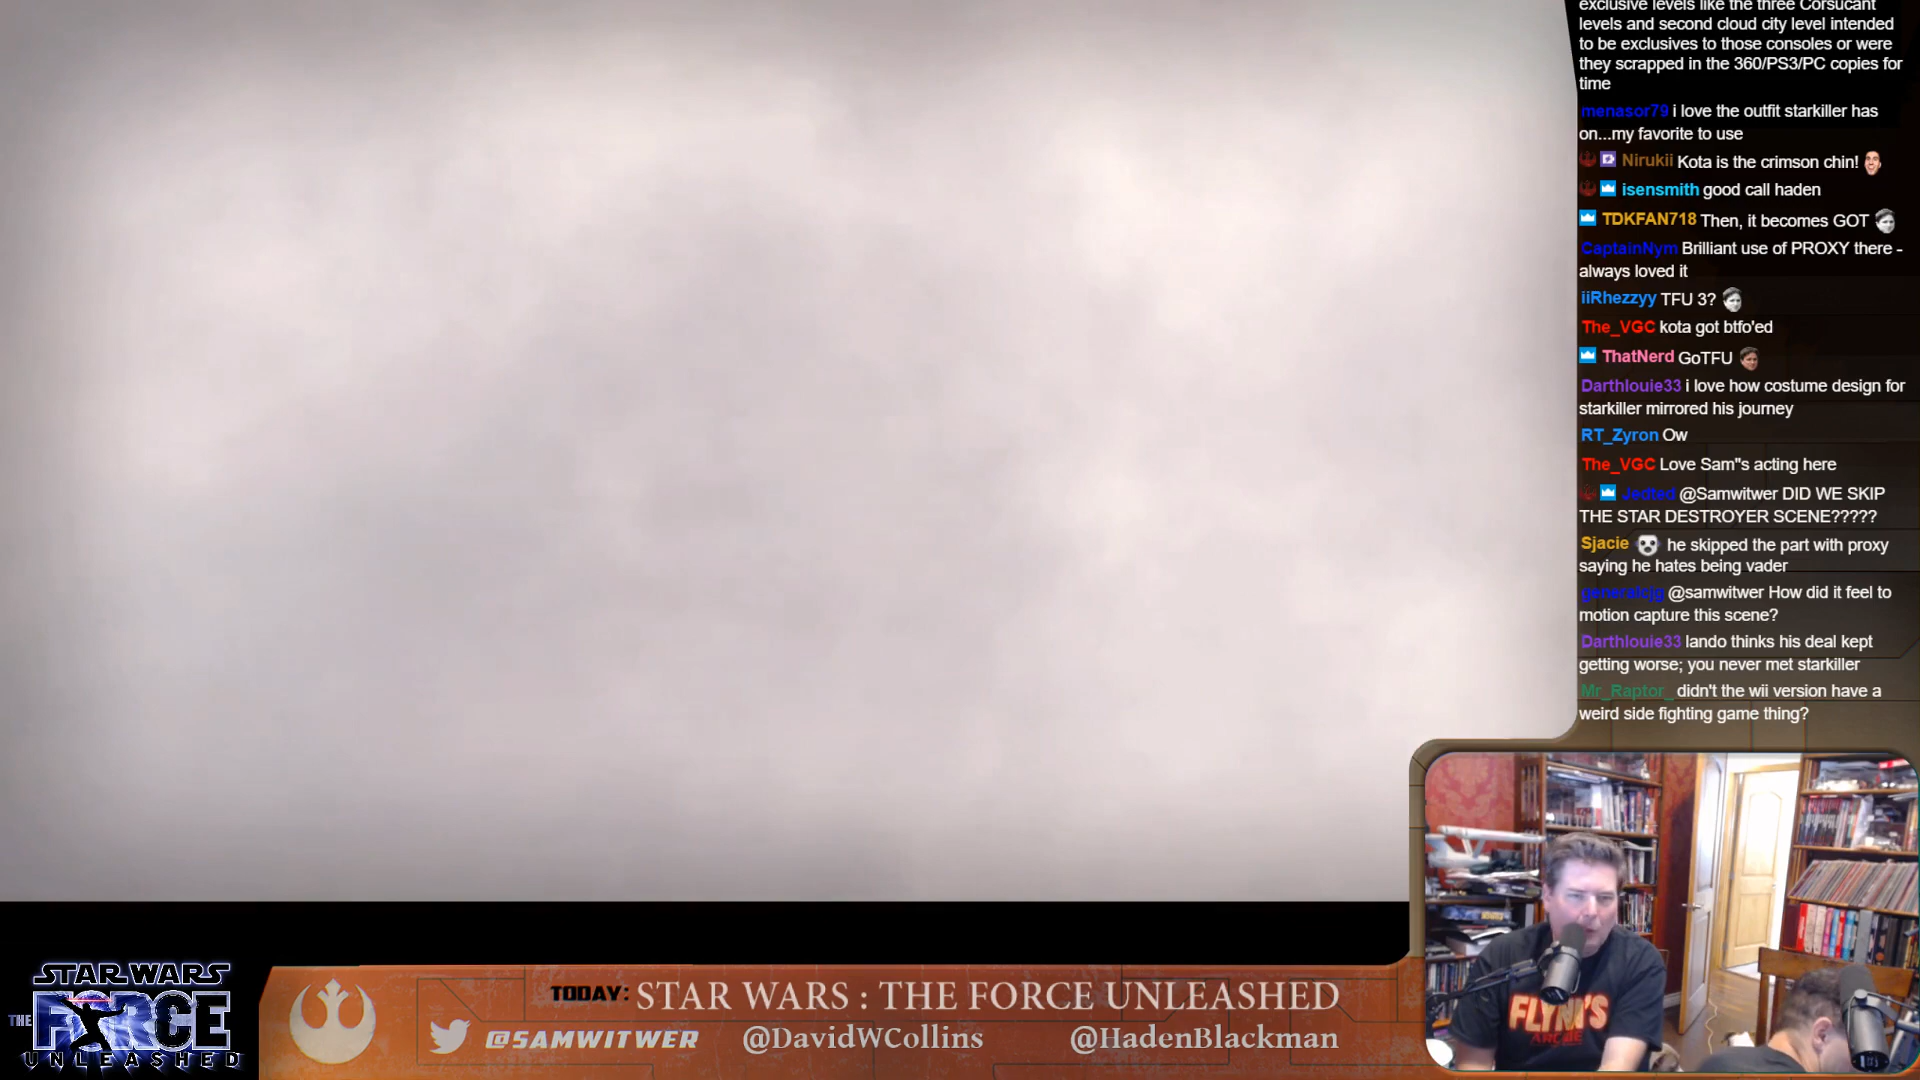 exclusive levels like the three Corsucant
levels and second cloud city level intended
to be exclusives to those consoles or were
they scrapped in the 360/PS3/PC copies for
time
menasor79 i love the outfit starkiller has
on...my favorite to use
Nirukii Kota is the crimson chin!
isensmith good call haden
TDKFAN718 Then, it becomes GOT
CaptainNym Brilliant use of PROXY there -
always loved it
iiRhezzyy TFU 3?
The_VGC kota got btfo'ed
ThatNerd GoTFU
Darthlouie33 i love how costume design for
starkiller mirrored his journey
RT_Zyron Ow
The_VGC Love Sam"s acting here
Jedted @Samwitwer DID WE SKIP
THE STAR DESTROYER SCENE?????
Sjacie he skipped the part with proxy
saying he hates being vader
generalcjg @samwitwer How did it feel to
motion capture this scene?
Darthlouie33 lando thinks his deal kept
getting worse; you never met starkiller
Mr_Raptor_ didn't the wii version have a
weird side fighting game thing?
FLYNN'S
STAR WARS
THE FORCE
UNLEASHED
TODAY: STAR WARS : THE FORCE UNLEASHED
@SAMWITWER @DavidWCollins @HadenBlackman